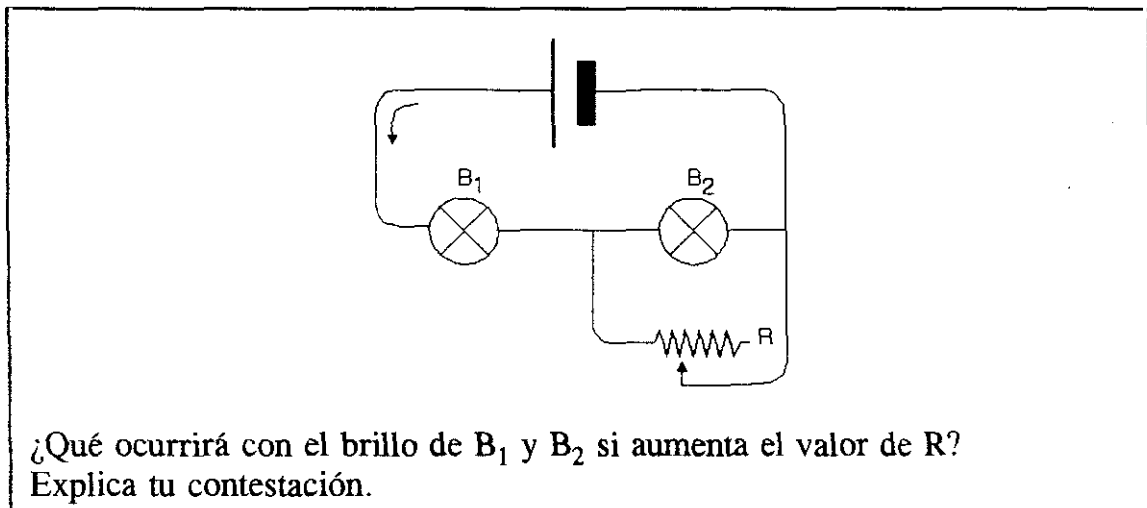 B₁ B₂
R
¿Qué ocurrirá con el brillo de B₁ y B₂ si aumenta el valor de R?
Explica tu contestación.